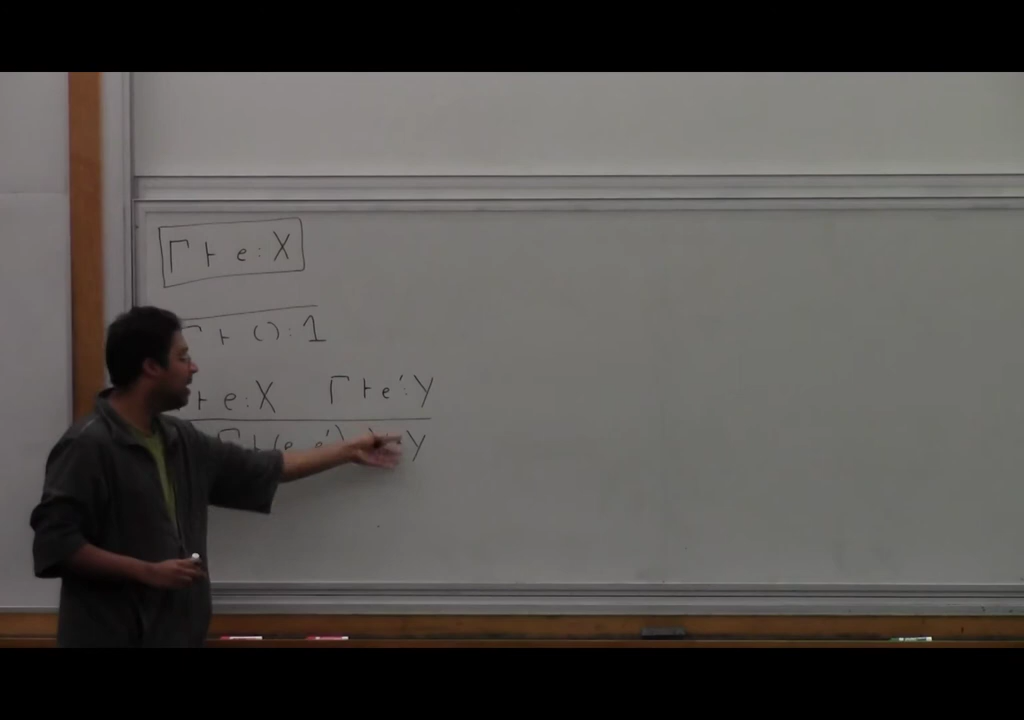 Γ ⊢ e : X
Γ ⊢ () : 1
⊢ e : X Γ ⊢ e' : Y
Γ ⊢ (e, e') Y